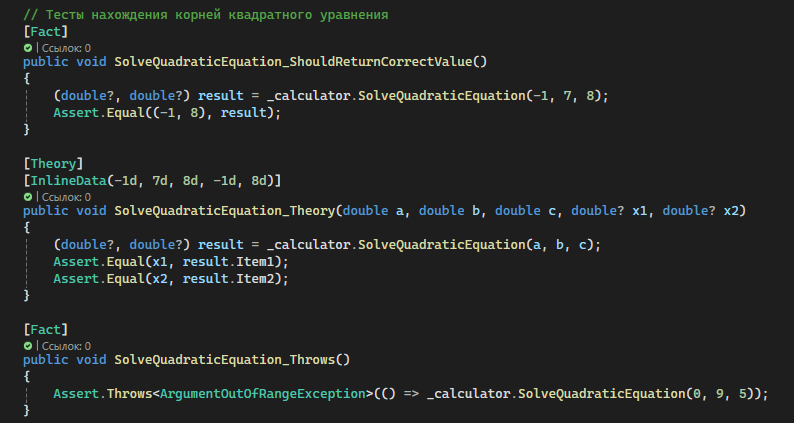 // Тесты нахождения корней квадратного уравнения
[Fact]
| Ссылок: 0
public void SolveQuadraticEquation_ShouldReturnCorrectValue()
{
(double?, double?) result = _calculator.SolveQuadraticEquation(-1, 7, 8);
Assert.Equal((-1, 8), result);
}
[Theory]
[InlineData(-1d, 7d, 8d, -1d, 8d)]
| Ссылок: 0
public void SolveQuadraticEquation_Theory(double a, double b, double c, double? x1, double? x2)
{
(double?, double?) result = _calculator.SolveQuadraticEquation(a, b, c);
Assert.Equal(x1, result.Item1);
Assert.Equal(x2, result.Item2);
}
[Fact]
| Ссылок: 0
public void SolveQuadraticEquation_Throws()
{
Assert.Throws<ArgumentOutOfRangeException>(() => _calculator.SolveQuadraticEquation(0, 9, 5));
}